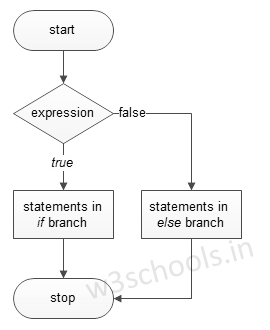 start
expression
false
true
statements in
if branch
statements in
else branch
stop
w3schools.in